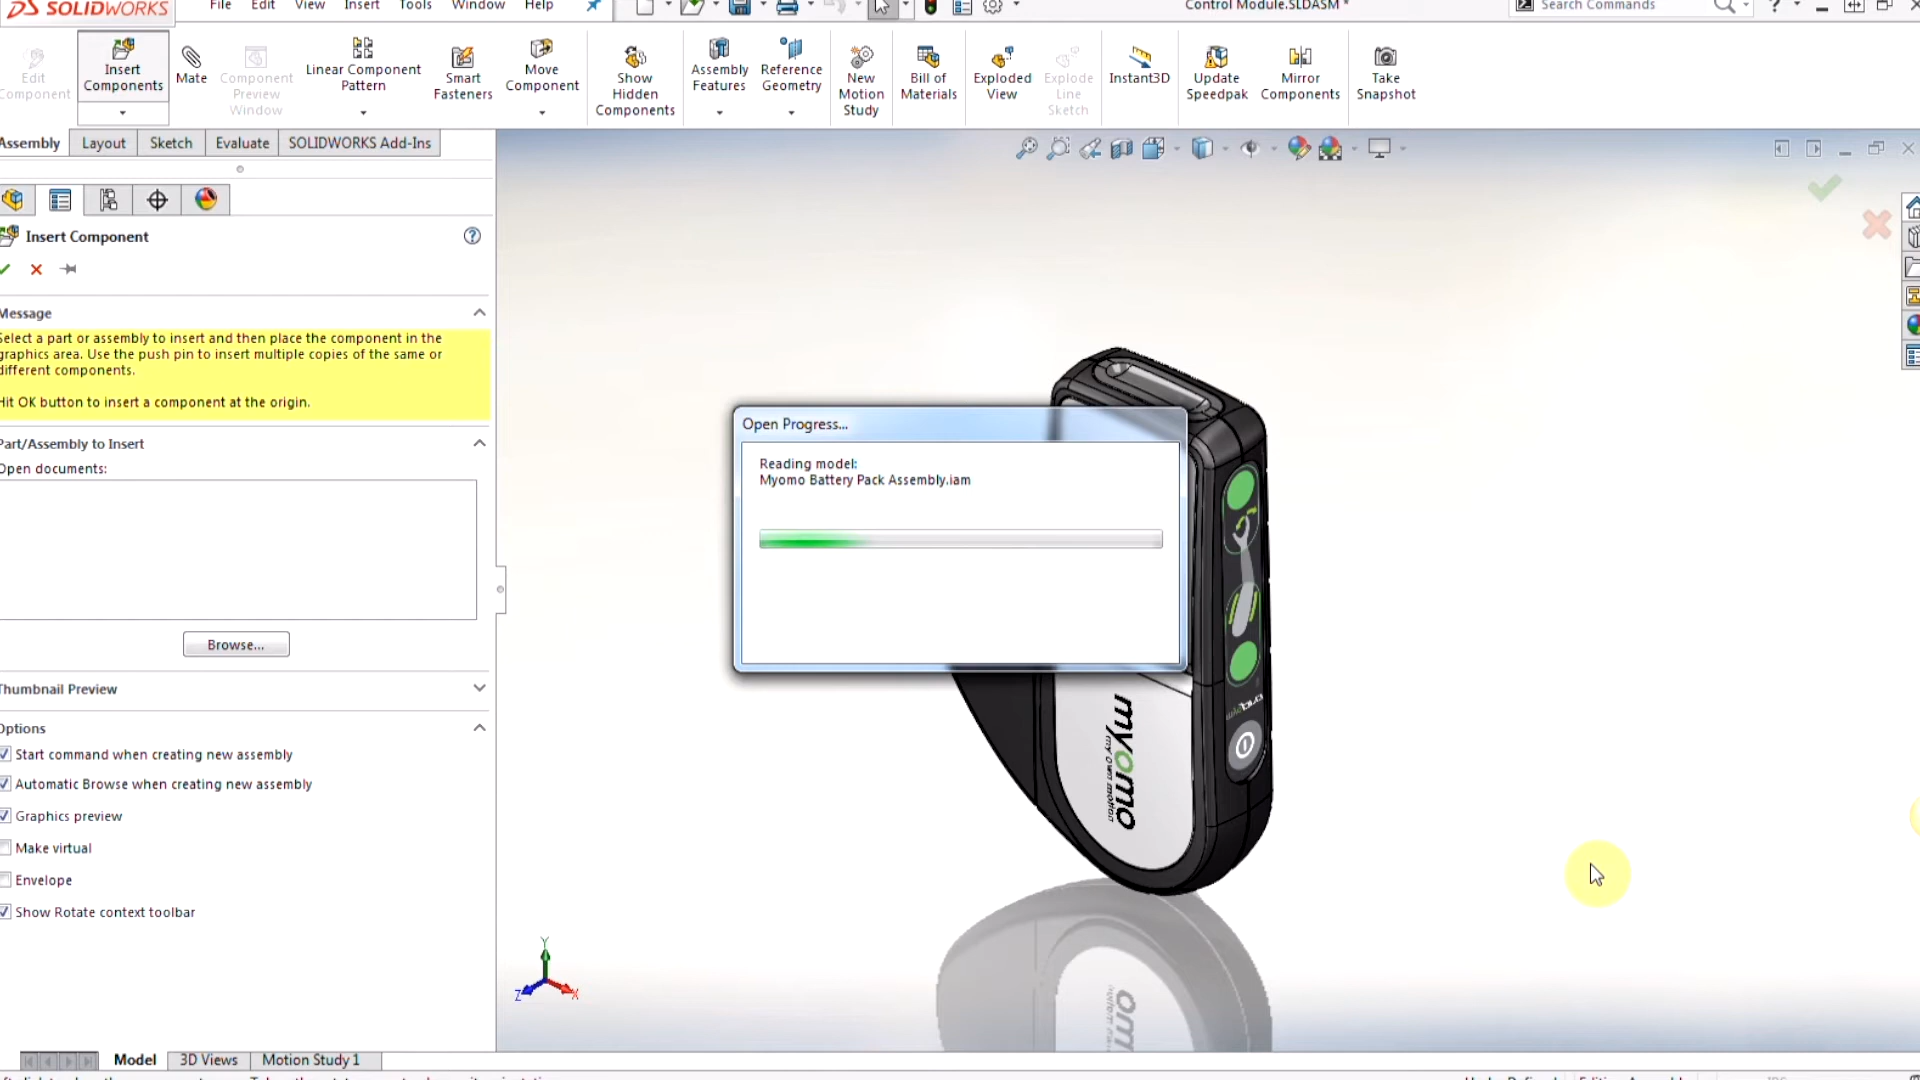 SOLIDWORKS
File Edit View Insert Tools Window Help
Control Module.SLDASM *
Search Commands
Edit Component
Insert Components
Mate
Component Preview Window
Linear Component Pattern
Smart Fasteners
Move Component
Show Hidden Components
Assembly Features
Reference Geometry
New Motion Study
Bill of Materials
Exploded View
Explode Line Sketch
Instant3D
Update Speedpak
Mirror Components
Take Snapshot
Assembly Layout Sketch Evaluate SOLIDWORKS Add-Ins
Insert Component
Message
Select a part or assembly to insert and then place the component in the
graphics area. Use the push pin to insert multiple copies of the same or
different components.
Hit OK button to insert a component at the origin.
Part/Assembly to Insert
Open documents:
Browse...
Thumbnail Preview
Options
Start command when creating new assembly
Automatic Browse when creating new assembly
Graphics preview
Make virtual
Envelope
Show Rotate context toolbar
Open Progress...
Reading model:
Myomo Battery Pack Assembly.iam
myomo
my own motion
Y
Z
X
Model 3D Views Motion Study 1